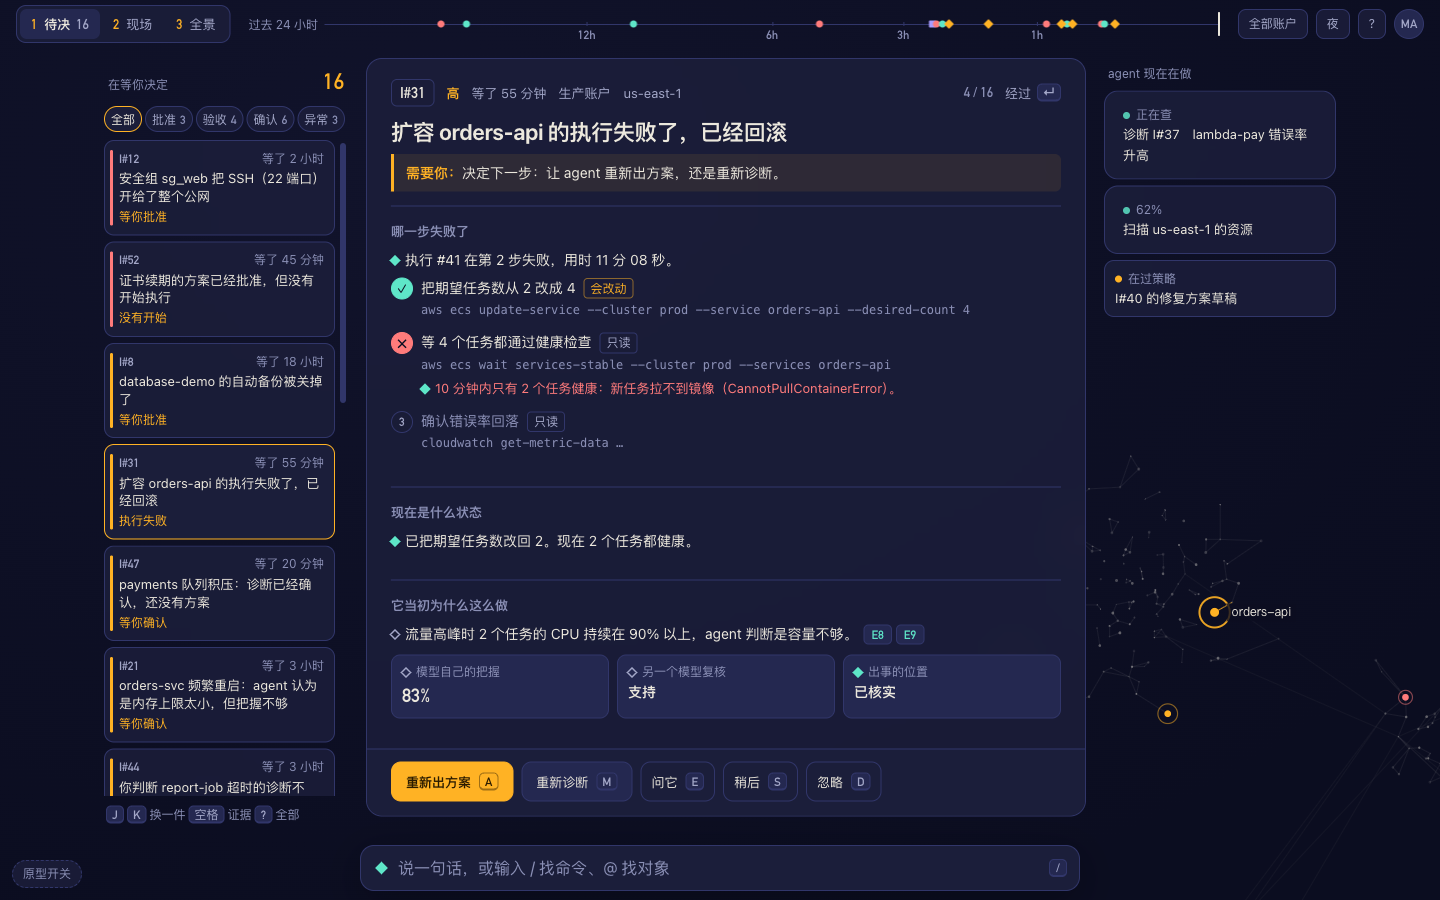 1 待决 16 2 现场 3 全景
过去 24 小时
12h 6h 3h 1h
全部账户 夜 ? MA
在等你决定 16
全部 批准 3 验收 4 确认 6 异常 3
I#12 等了 2 小时
安全组 sg_web 把 SSH（22 端口）
开给了整个公网
等你批准
I#52 等了 45 分钟
证书续期的方案已经批准，但没有
开始执行
没有开始
I#8 等了 18 小时
database-demo 的自动备份被关掉
了
等你批准
I#31 等了 55 分钟
扩容 orders-api 的执行失败了，已
经回滚
执行失败
I#47 等了 20 分钟
payments 队列积压：诊断已经确
认，还没有方案
等你确认
I#21 等了 3 小时
orders-svc 频繁重启：agent 认为
是内存上限太小，但把握不够
等你确认
I#44 等了 3 小时
你判断 report-job 超时的诊断不
J K 换一件 空格 证据 ? 全部
原型开关
I#31 高 等了 55 分钟 生产账户 us-east-1 4 / 16 经过 ↵
扩容 orders-api 的执行失败了，已经回滚
需要你：决定下一步：让 agent 重新出方案，还是重新诊断。
哪一步失败了
执行 #41 在第 2 步失败，用时 11 分 08 秒。
把期望任务数从 2 改成 4 会改动
aws ecs update-service --cluster prod --service orders-api --desired-count 4
等 4 个任务都通过健康检查 只读
aws ecs wait services-stable --cluster prod --services orders-api
10 分钟内只有 2 个任务健康：新任务拉不到镜像（CannotPullContainerError）。
3 确认错误率回落 只读
cloudwatch get-metric-data …
现在是什么状态
已把期望任务数改回 2。现在 2 个任务都健康。
它当初为什么这么做
流量高峰时 2 个任务的 CPU 持续在 90% 以上，agent 判断是容量不够。 E8 E9
模型自己的把握
83%
另一个模型复核
支持
出事的位置
已核实
重新出方案 A 重新诊断 M 问它 E 稍后 S 忽略 D
说一句话，或输入 / 找命令、@ 找对象 /
agent 现在在做
正在查
诊断 I#37 lambda-pay 错误率
升高
62%
扫描 us-east-1 的资源
在过策略
I#40 的修复方案草稿
orders-api